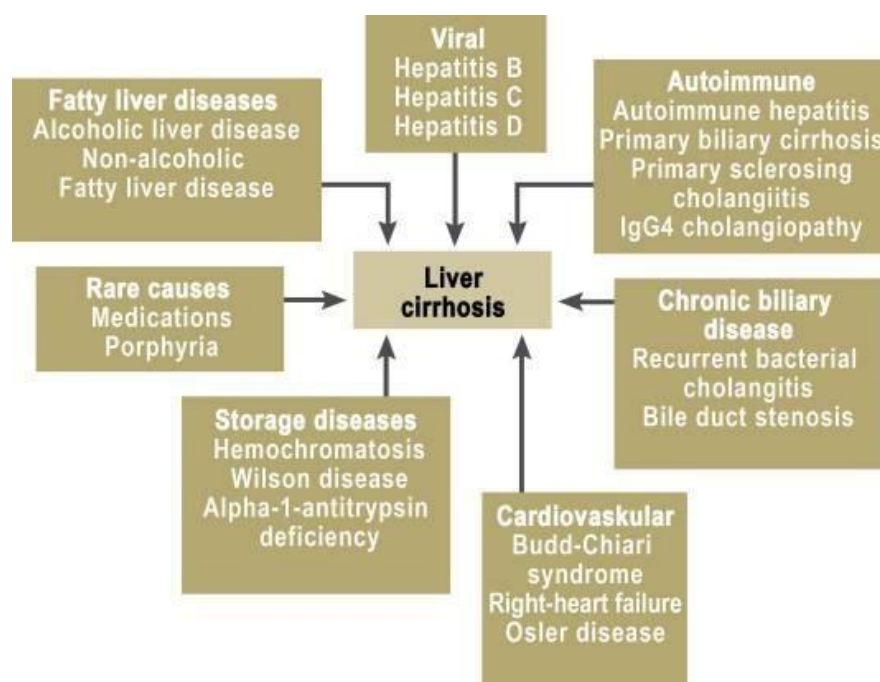 Viral
Hepatitis B
Hepatitis C
Hepatitis D
Fatty liver diseases
Alcoholic liver disease
Non-alcoholic
Fatty liver disease
Autoimmune
Autoimmune hepatitis
Primary biliary cirrhosis
Primary sclerosing
cholangiitis
IgG4 cholangiopathy
Liver
cirrhosis
Rare causes
Medications
Porphyria
Chronic biliary
disease
Recurrent bacterial
cholangitis
Bile duct stenosis
Storage diseases
Hemochromatosis
Wilson disease
Alpha-1-antitrypsin
deficiency
Cardiovaskular
Budd-Chiari
syndrome
Right-heart failure
Osler disease